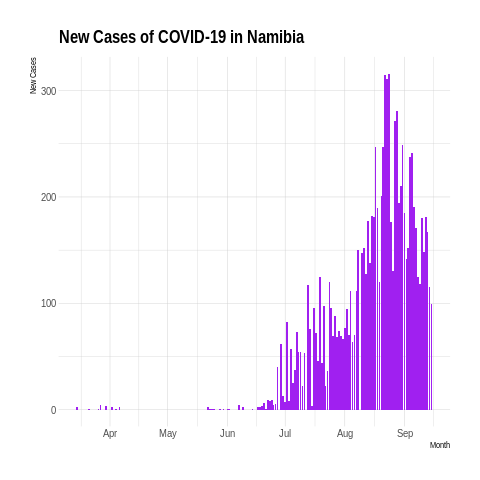 New Cases of COVID-19 in Namibia
New Cases
300
200
100
0
Apr May Jun Jul Aug Sep
Month